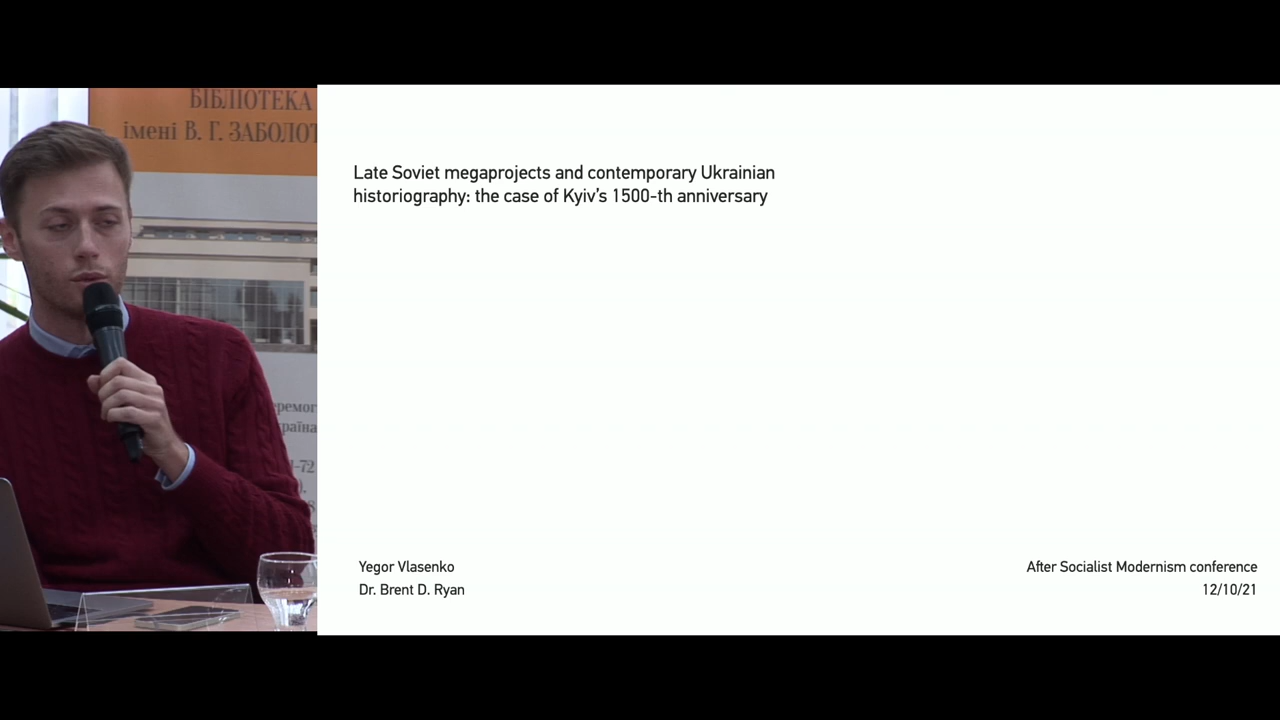 БІБЛІОТЕКА
імені В. Г.
Late Soviet megaprojects and contemporary Ukrainian
historiography: the case of Kyiv’s 1500-th anniversary
-72
Yegor Vlasenko
Dr. Brent D. Ryan
After Socialist Modernism conference
12/10/21